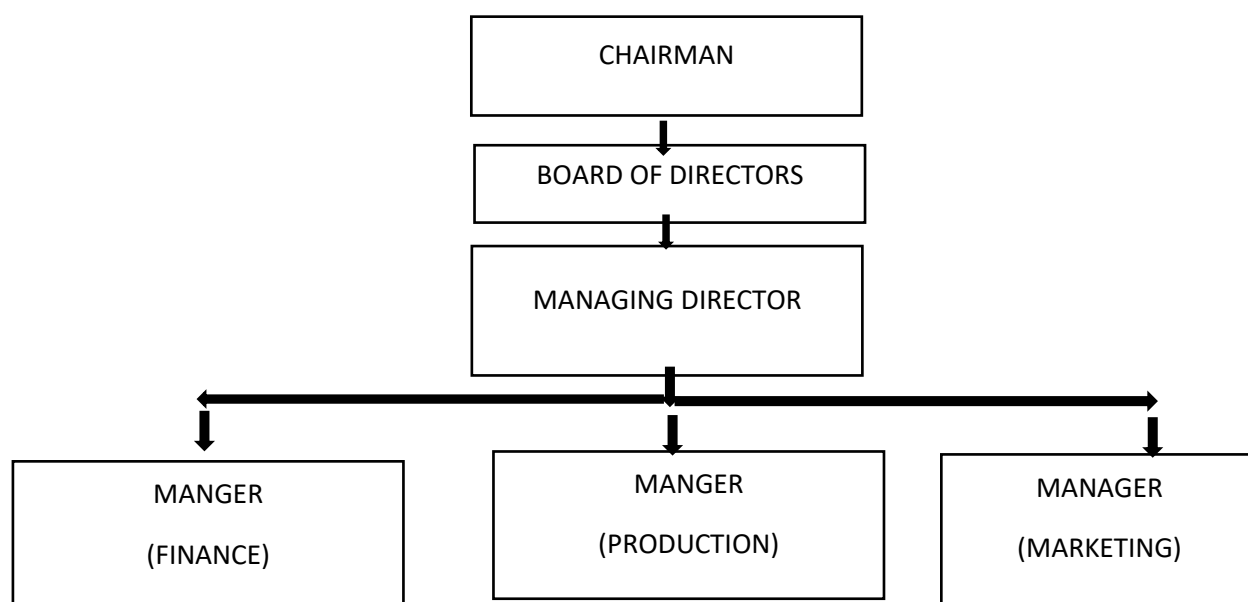 CHAIRMAN
BOARD OF DIRECTORS
MANAGING DIRECTOR
MANGER
(FINANCE)
MANGER
(PRODUCTION)
MANAGER
(MARKETING)